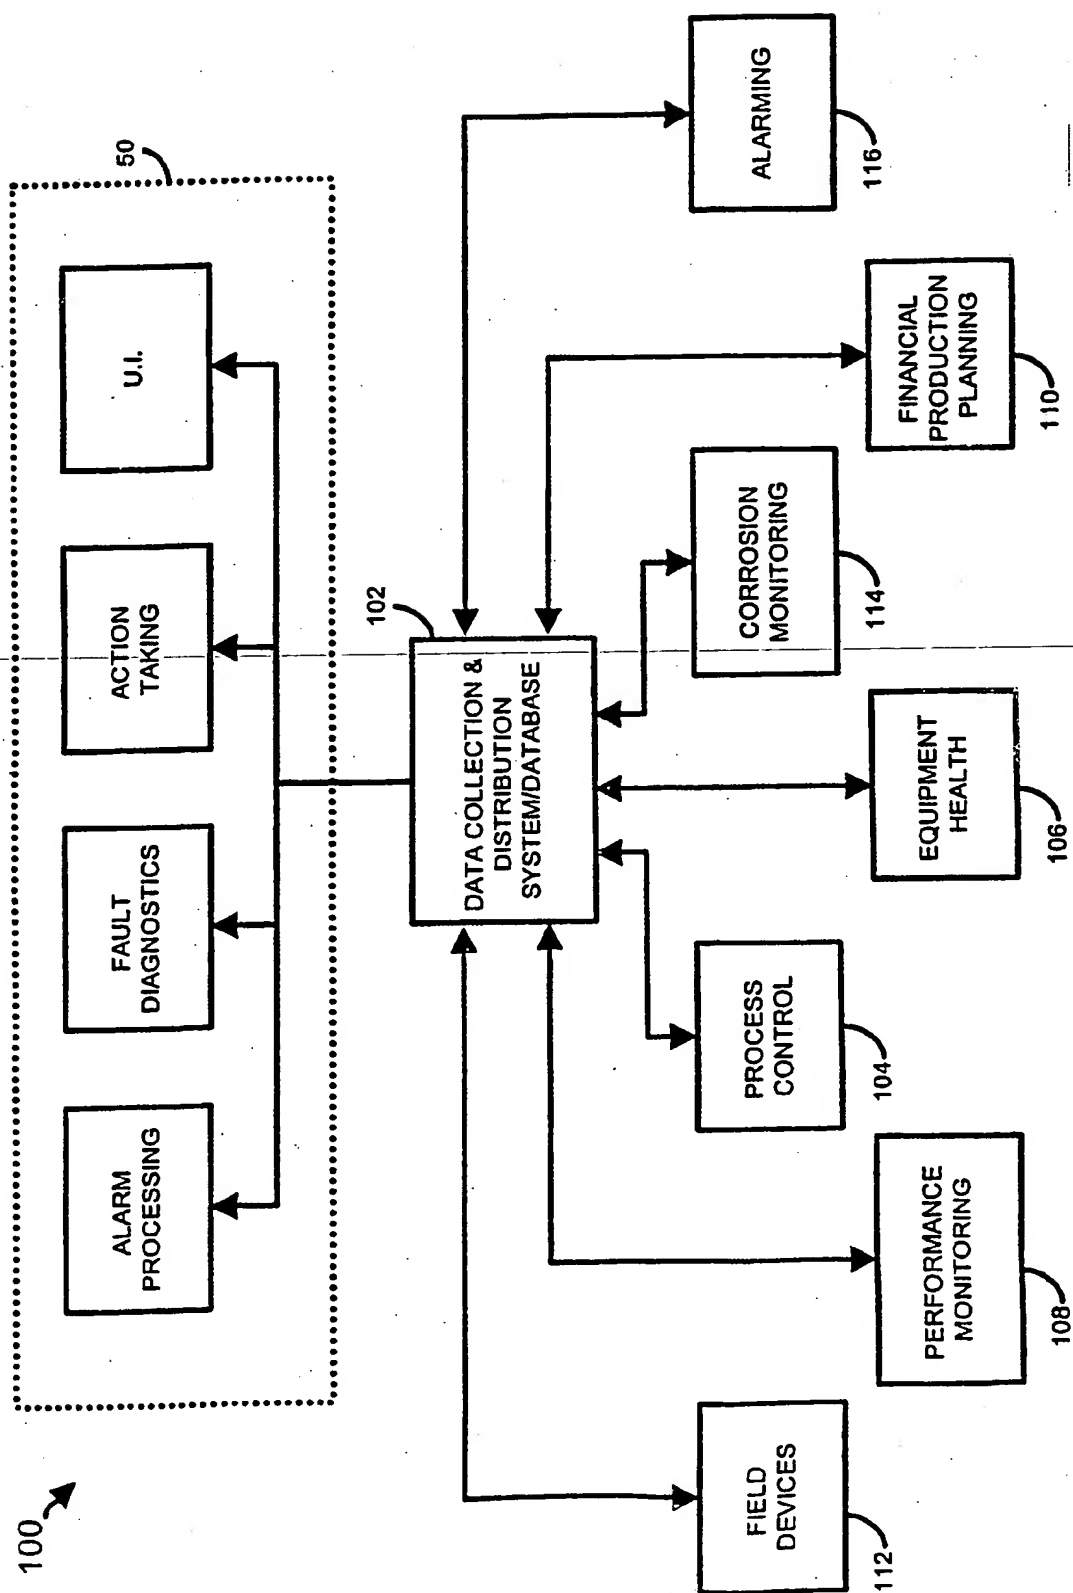 100
50
ALARM
PROCESSING
FAULT
DIAGNOSTICS
ACTION
TAKING
U.I.
102
DATA COLLECTION &
DISTRIBUTION
SYSTEM/DATABASE
FIELD
DEVICES
112
PERFORMANCE
MONITORING
108
PROCESS
CONTROL
104
EQUIPMENT
HEALTH
106
CORROSION
MONITORING
114
FINANCIAL
PRODUCTION
PLANNING
110
ALARMING
116